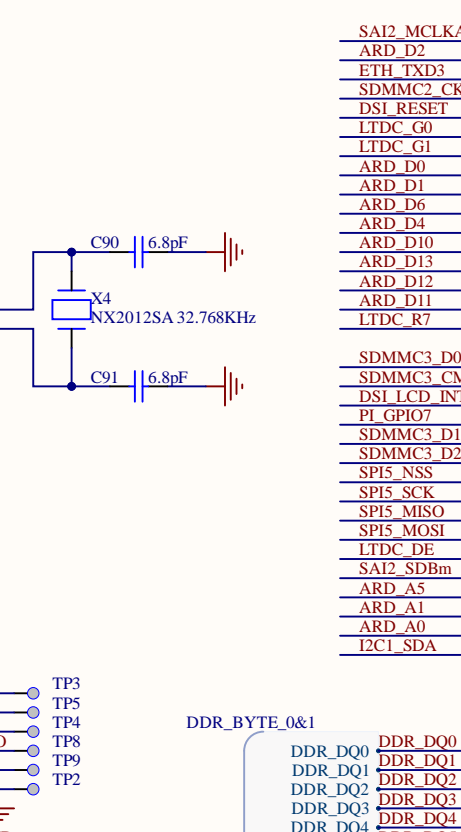 SAI2_MCLKA
ARD_D2
ETH_TXD3
SDMMC2_CK
DSI_RESET
LTDC_G0
LTDC_G1
ARD_D0
ARD_D1
ARD_D6
ARD_D4
ARD_D10
ARD_D13
ARD_D12
ARD_D11
LTDC_R7
C90 6.8pF
X4
NX2012SA 32.768KHz
C91 6.8pF
SDMMC3_D0
SDMMC3_CM
DSI_LCD_INT
PI_GPIO7
SDMMC3_D1
SDMMC3_D2
SPI5_NSS
SPI5_SCK
SPI5_MISO
SPI5_MOSI
LTDC_DE
SAI2_SDBm
ARD_A5
ARD_A1
ARD_A0
I2C1_SDA
TP3
TP5
TP4
TP8
TP9
TP2
DDR_BYTE_0&1
DDR_DQ0 DDR_DQ0
DDR_DQ1 DDR_DQ1
DDR_DQ2 DDR_DQ2
DDR_DQ3 DDR_DQ3
DDR_DQ4 DDR_DQ4